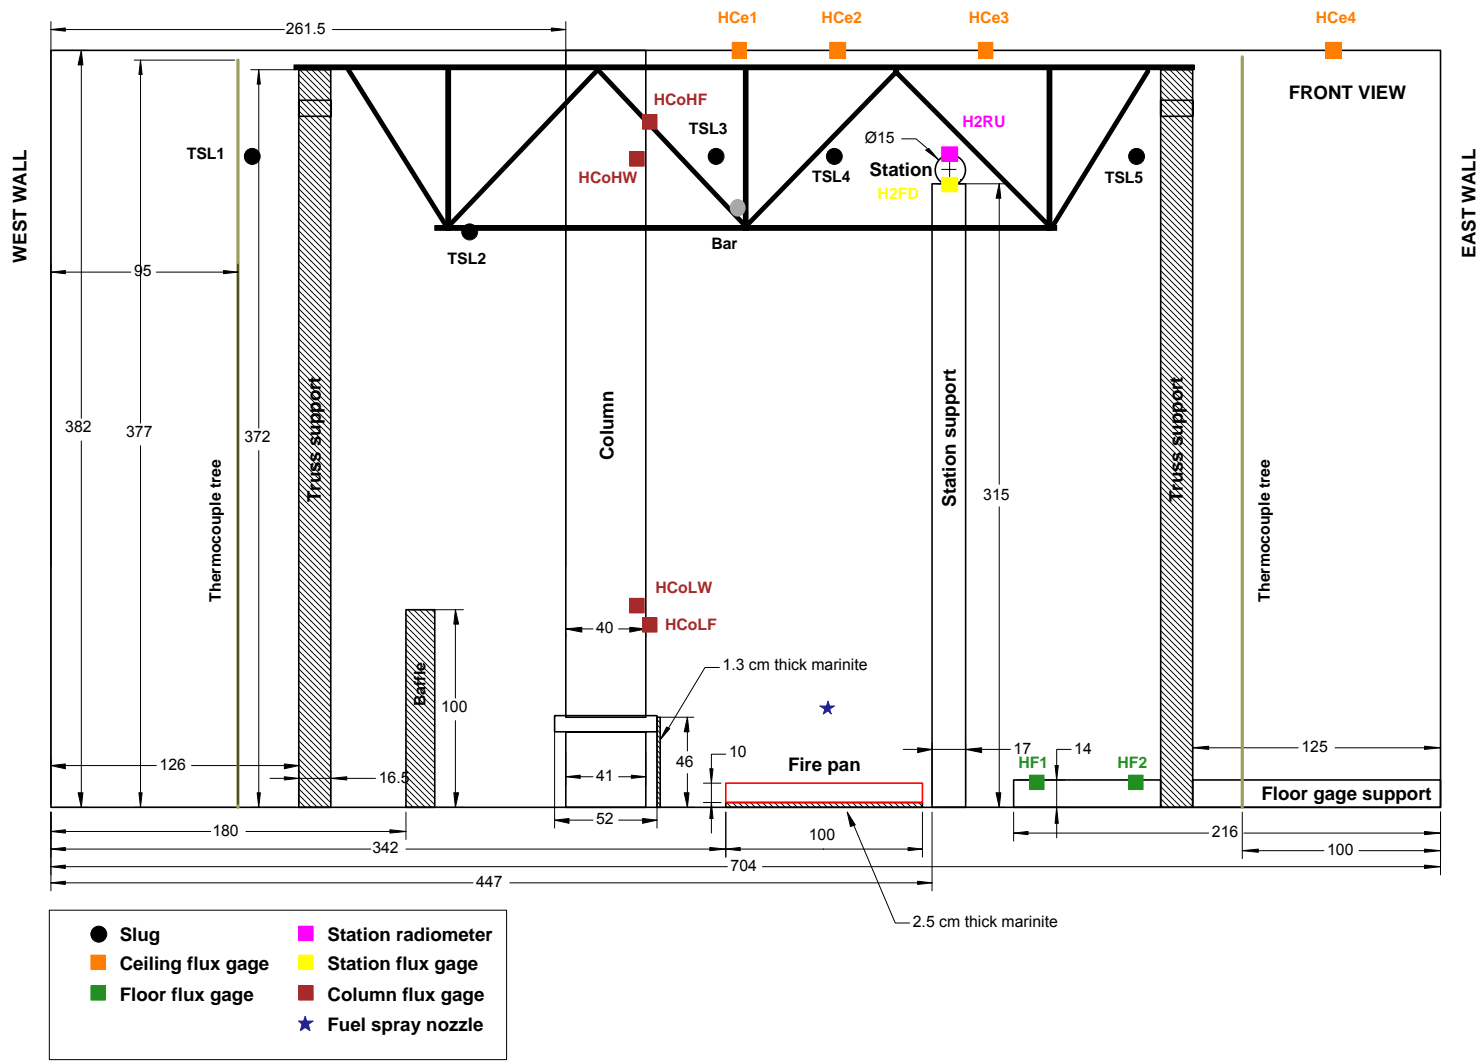 HCe1
HCe2
HCe3
HCe4
261.5
FRONT VIEW
HCoHF
H2RU
TSL3
Ø15
TSL1
HCoHW
TSL4
Station
TSL5
H2FD
WEST WALL
EAST WALL
Bar
TSL2
95
382
377
372
Truss support
Column
Station support
Truss support
315
Thermocouple tree
Thermocouple tree
HCoLW
40
HCoLF
1.3 cm thick marinite
Baffle
100
126
16.5
41
46
10
Fire pan
17
14
HF1
HF2
125
Floor gage support
52
180
100
216
342
100
704
447
2.5 cm thick marinite
Slug
Station radiometer
Ceiling flux gage
Station flux gage
Floor flux gage
Column flux gage
Fuel spray nozzle